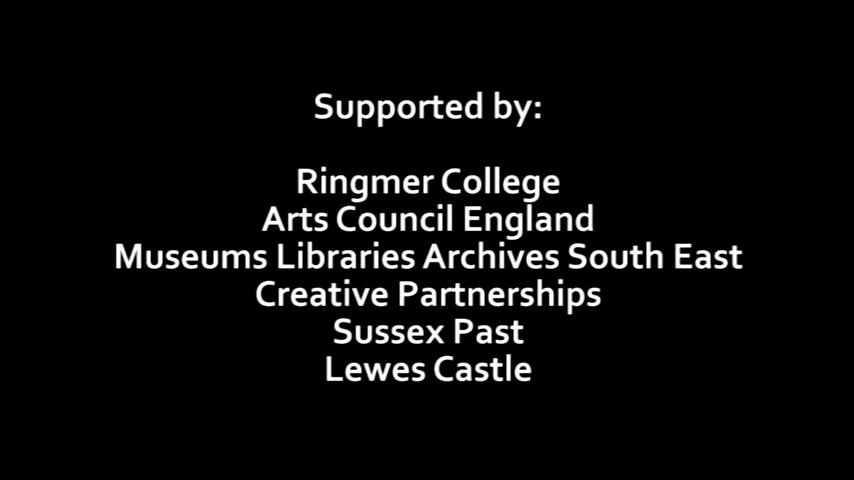 Supported by:
Ringmer College
Arts Council England
Museums Libraries Archives South East
Creative Partnerships
Sussex Past
Lewes Castle